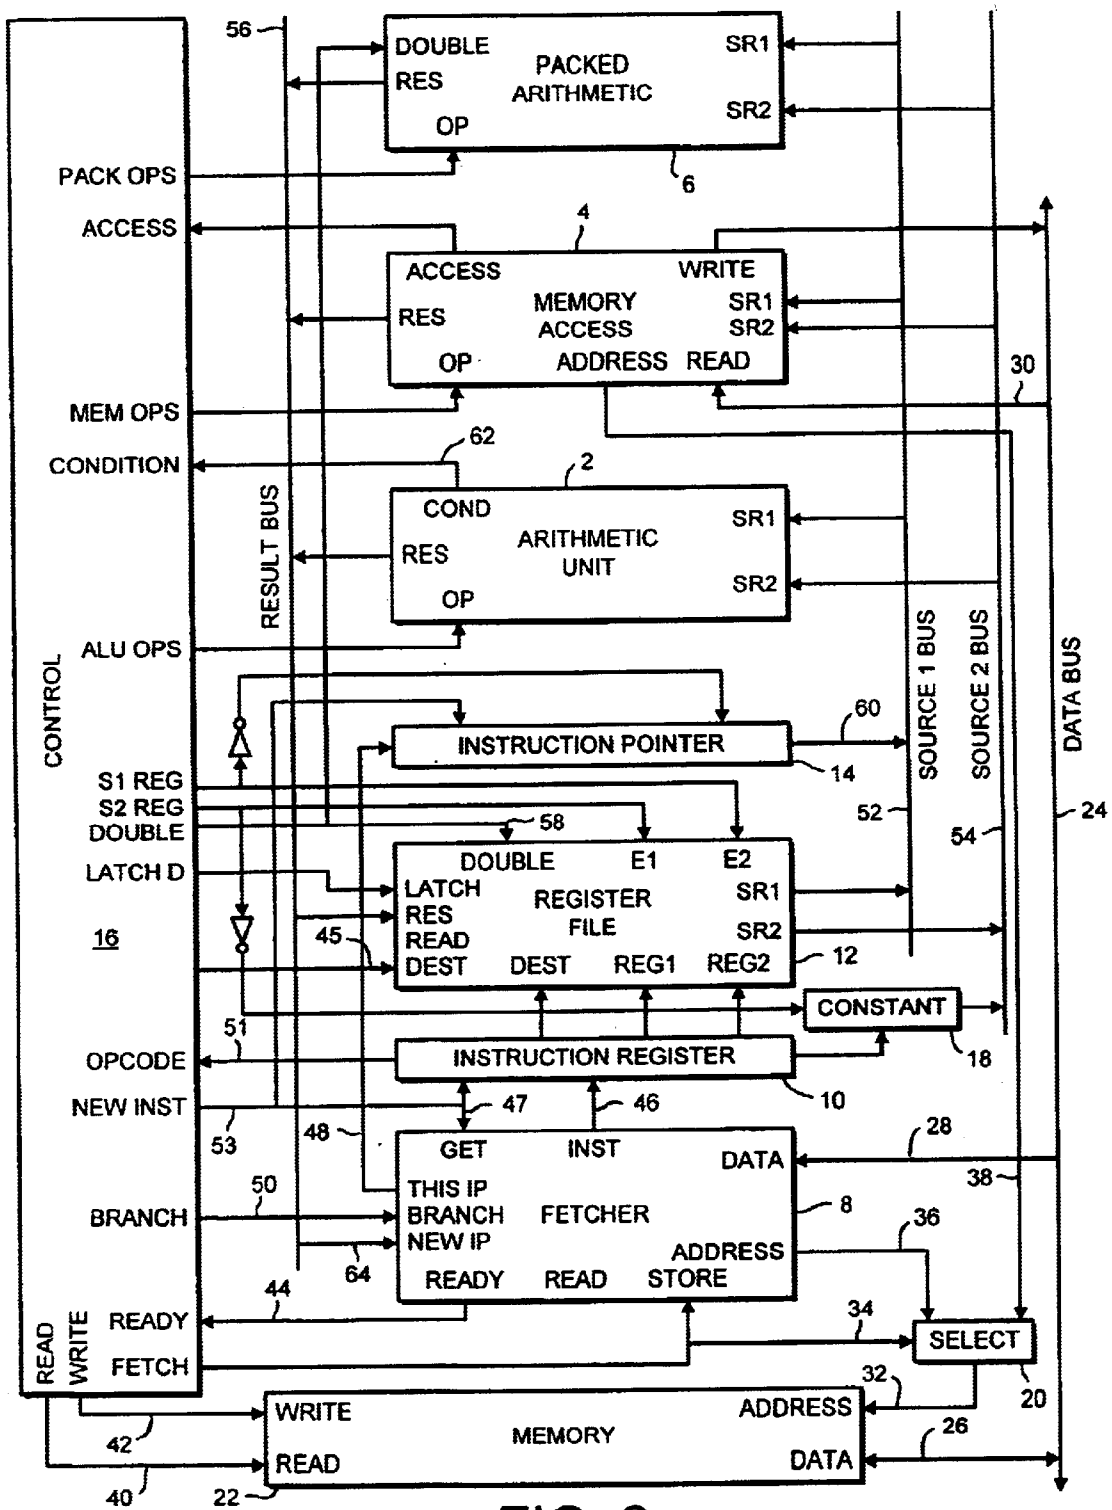 56
DOUBLE
SR1
RES
PACKED
ARITHMETIC
SR2
OP
PACK OPS
6
ACCESS
4
ACCESS
WRITE
RES
MEMORY
ACCESS
SR1
SR2
OP
ADDRESS
READ
30
MEM OPS
62
CONDITION
2
COND
SR1
RES
ARITHMETIC
UNIT
SR2
OP
RESULT BUS
ALU OPS
CONTROL
SOURCE 1 BUS
SOURCE 2 BUS
DATA BUS
60
INSTRUCTION POINTER
14
S1 REG
S2 REG
DOUBLE
58
52
54
24
DOUBLE
E1
E2
LATCH D
LATCH
RES
READ
DEST
REGISTER
FILE
SR1
SR2
16
45
DEST
REG1
REG2
12
CONSTANT
18
51
OPCODE
INSTRUCTION REGISTER
10
NEW INST
53
48
47
46
28
GET
INST
DATA
38
THIS IP
BRANCH
NEW IP
FETCHER
8
50
BRANCH
64
36
ADDRESS
READY
READ
STORE
44
READY
34
SELECT
20
READ
WRITE
FETCH
32
WRITE
ADDRESS
42
MEMORY
26
READ
DATA
40
22